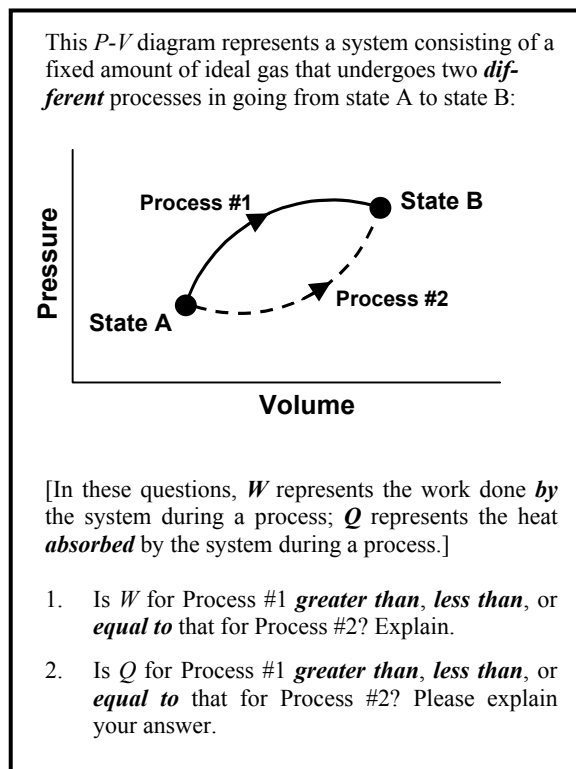 This P-V diagram represents a system consisting of a
fixed amount of ideal gas that undergoes two dif-
ferent processes in going from state A to state B:
Process #1
State B
Pressure
State A
Process #2
Volume
[In these questions, W represents the work done by
the system during a process; Q represents the heat
absorbed by the system during a process.]
1. Is W for Process #1 greater than, less than, or
equal to that for Process #2? Explain.
2. Is Q for Process #1 greater than, less than, or
equal to that for Process #2? Please explain
your answer.